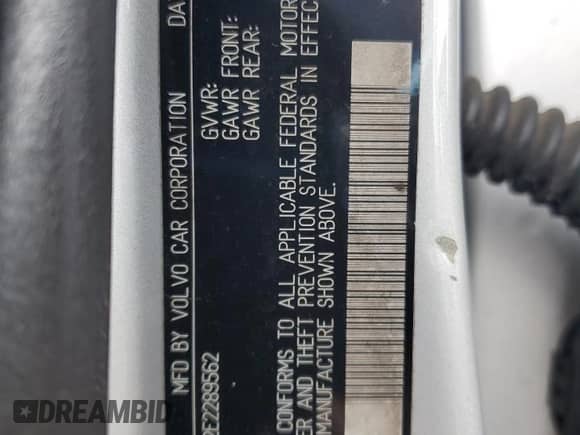 MFD BY VOLVO CAR CORPORATION DA
GVWR:
GAWR FRONT:
GAWR REAR:
2289562
CONFORMS TO ALL APPLICABLE FEDERAL MOTOR
ER AND THEFT PREVENTION STANDARDS IN EFFEC
MANUFACTURE SHOWN ABOVE.
DREAMBID